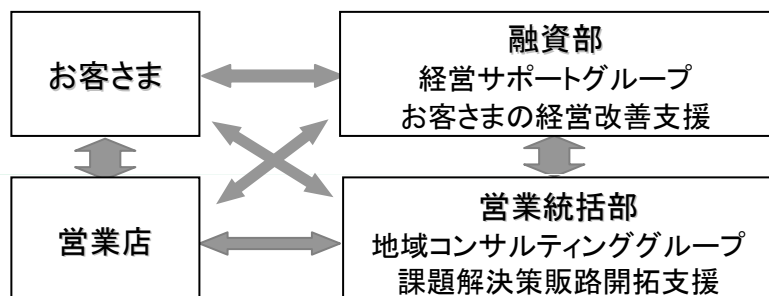 お客さま
融資部
経営サポートグループ
お客さまの経営改善支援
営業店
営業統括部
地域コンサルティンググループ
課題解決策販路開拓支援